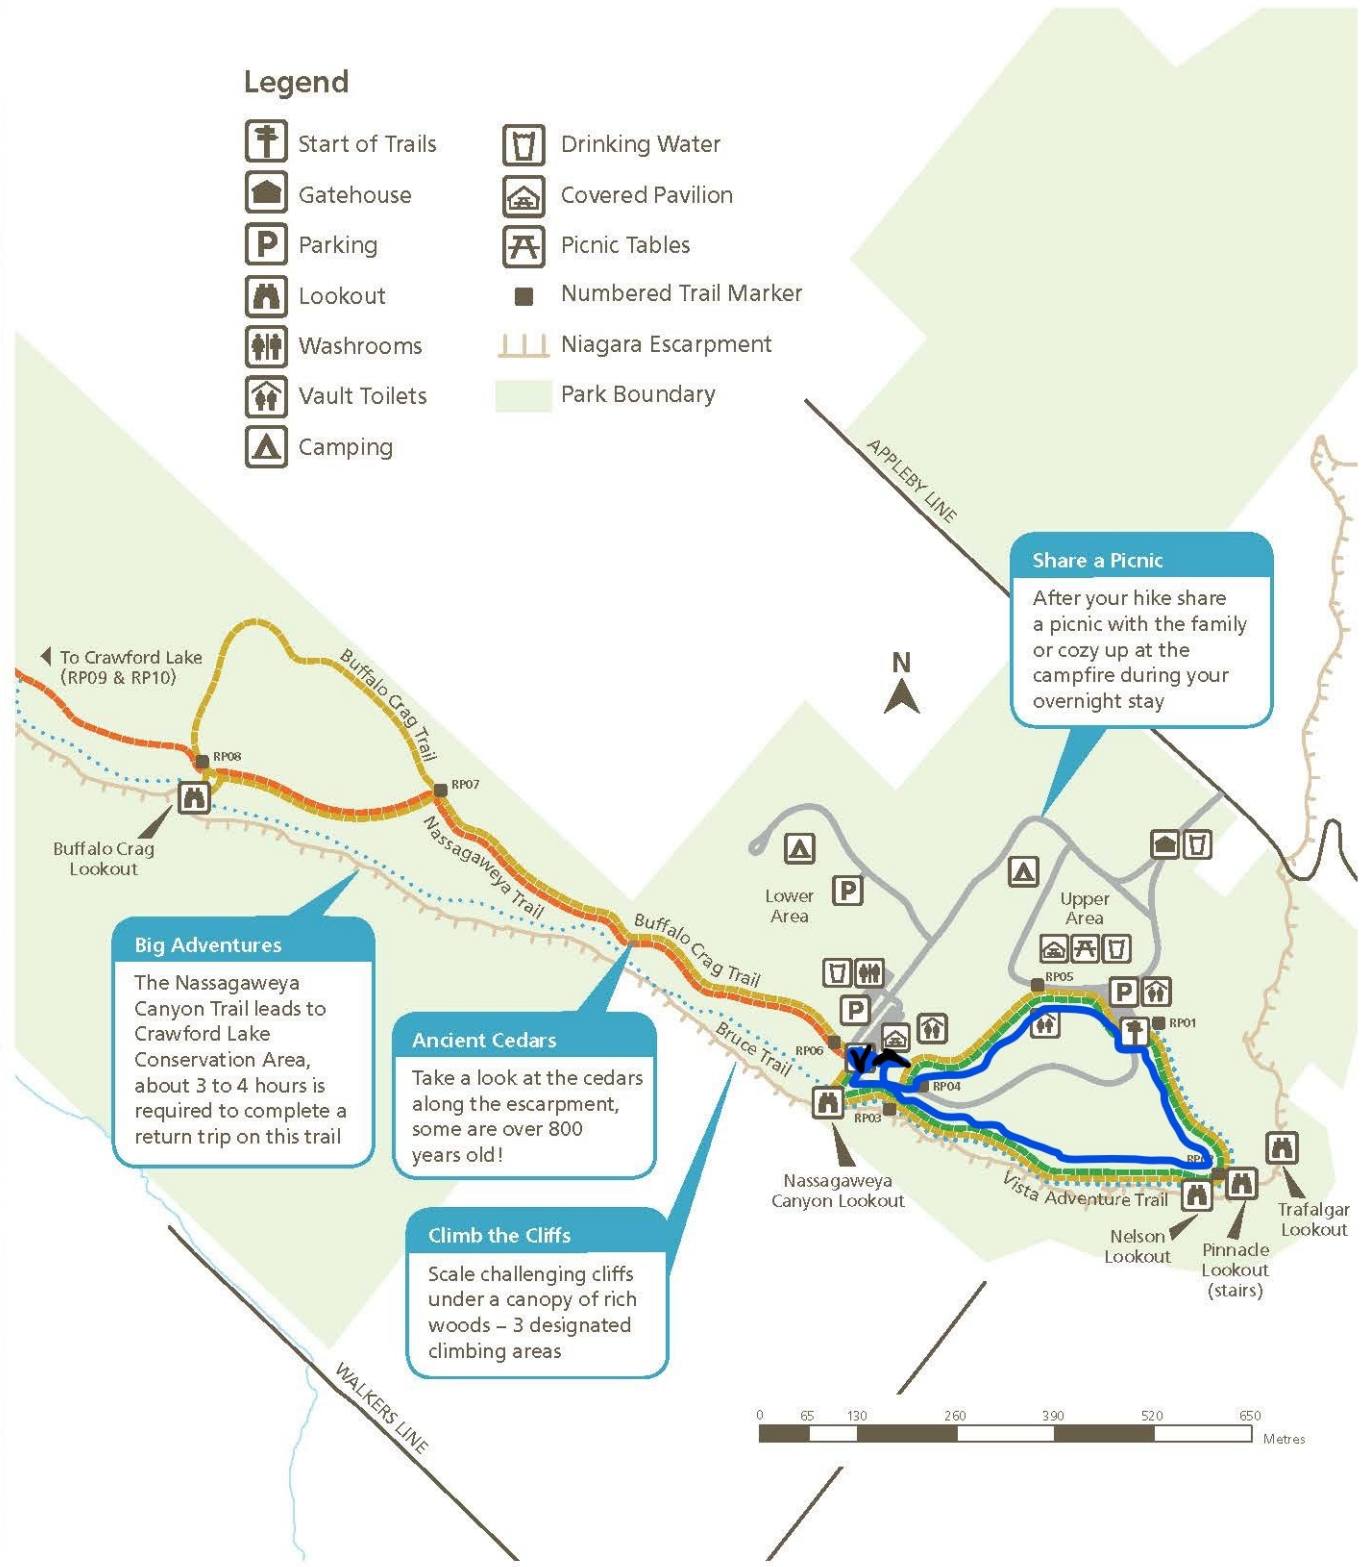 Legend
Start of Trails
Gatehouse
P
Parking
Lookout
Washrooms
Vault Toilets
Camping
Drinking Water
Covered Pavilion
Picnic Tables
Numbered Trail Marker
Niagara Escarpment
Park Boundary
APPLEBY LINE
Share a Picnic
After your hike share
a picnic with the family
or cozy up at the
campfire during your
overnight stay
N
To Crawford Lake
(RP09 & RP10)
Buffalo Crag Trail
RP08
RP07
Buffalo Crag
Lookout
Nassagaweya Trail
Lower
Area
P
Upper
Area
Buffalo Crag Trail
Big Adventures
The Nassagaweya
Canyon Trail leads to
Crawford Lake
Conservation Area,
about 3 to 4 hours is
required to complete a
return trip on this trail
Ancient Cedars
Take a look at the cedars
along the escarpment,
some are over 800
years old!
Bruce Trail
P
RP05
P
RP01
RP06
RP04
RP03
Nassagaweya
Canyon Lookout
Vista Adventure Trail
Nelson
Lookout
Pinnacle
Lookout
(stairs)
Trafalgar
Lookout
Climb the Cliffs
Scale challenging cliffs
under a canopy of rich
woods – 3 designated
climbing areas
WALKERS LINE
0 65 130 260 390 520 650
Metres